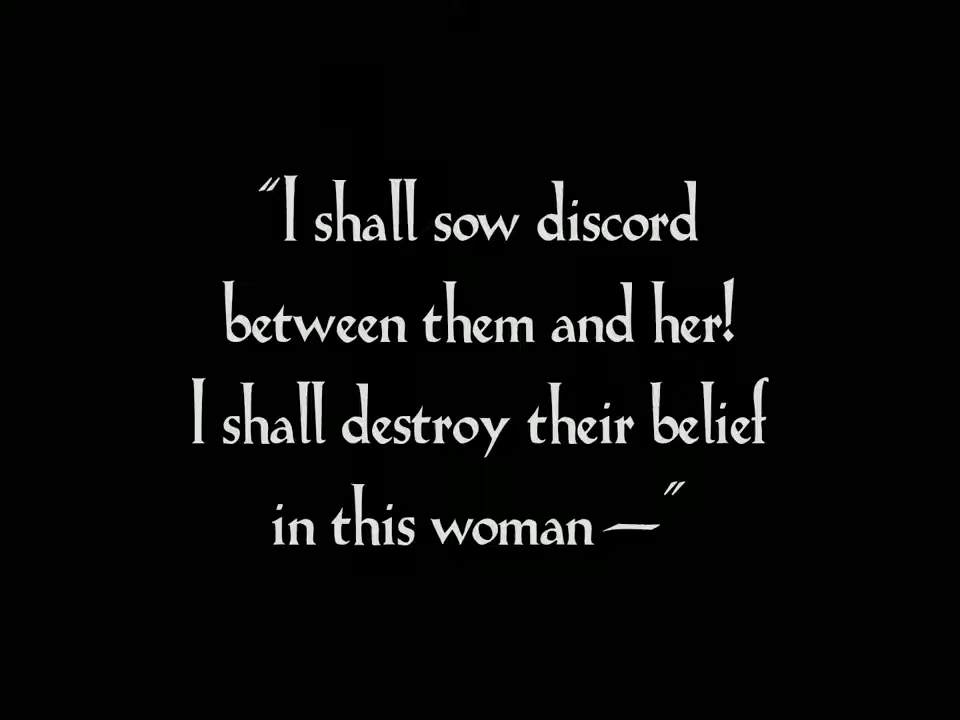 "I shall sow discord
between them and her!
I shall destroy their belief
in this woman—"